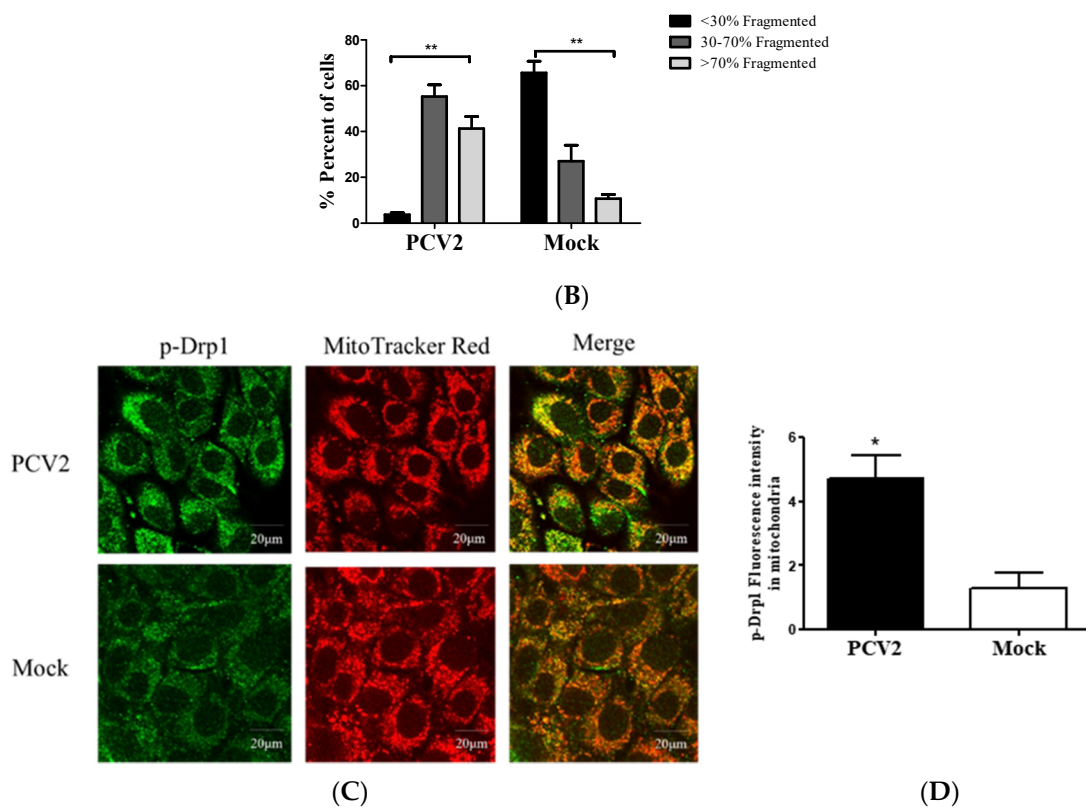 <30% Fragmented
30-70% Fragmented
>70% Fragmented
% Percent of cells
80
60
40
20
0
**
**
PCV2
Mock
(B)
p-Drp1
MitoTracker Red
Merge
PCV2
20μm
20μm
20μm
Mock
20μm
20μm
20μm
(C)
p-Drp1 Fluorescence intensity
in mitochondria
6
4
2
0
*
PCV2
Mock
(D)